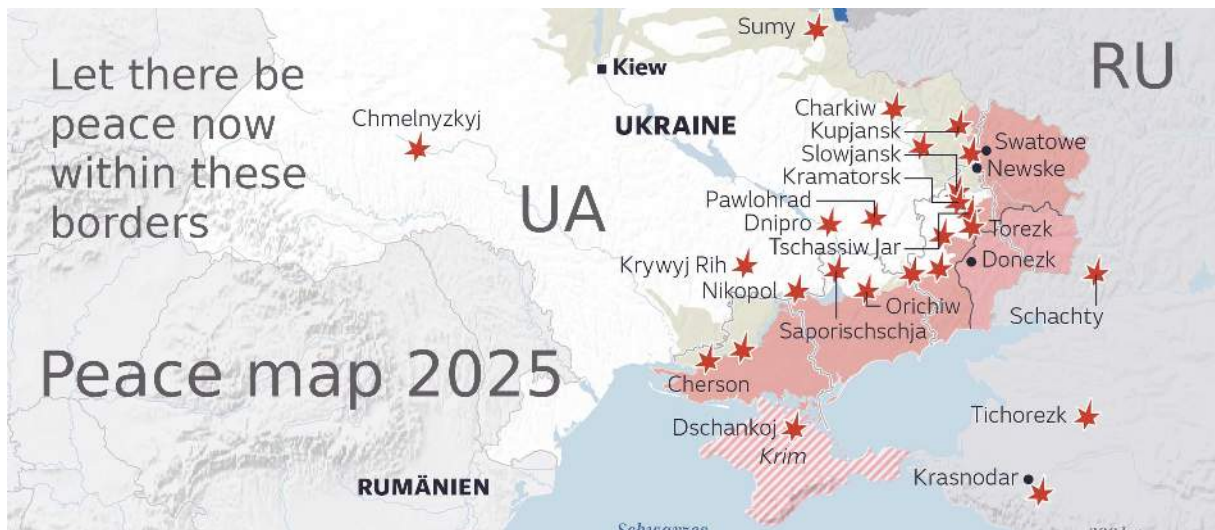 Sumy
RU
Kiew
Let there be
peace now
within these
borders
Chmelnyzkyj
UKRAINE
Charkiw
Kupjansk
Slowjansk
Kramatorsk
Swatowe
Newske
UA
Pawlohrad
Dnipro
Tschassiw Jar
Torezk
Donezk
Krywyj Rih
Nikopol
Orichiw
Schachty
Saporischschja
Peace map 2025
Cherson
Dschankoj
Krim
Tichorezk
Krasnodar
RUMÄNIEN
Schwarzes